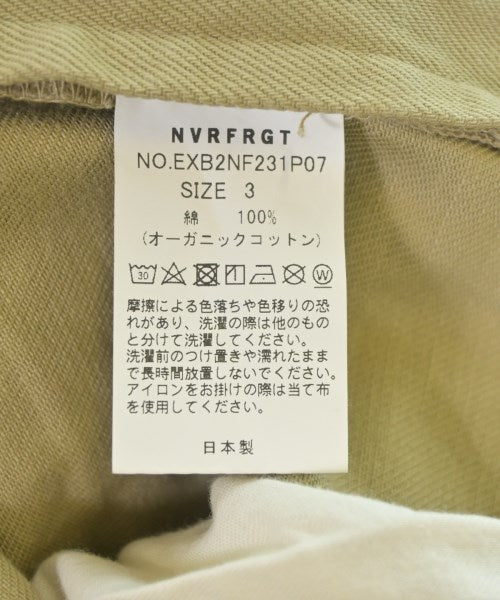 NVRFRGT
NO.EXB2NF231P07
SIZE 3
綿 100%
(オーガニックコットン)
30 W
摩擦による色落ちや色移りの恐
れがあり、洗濯の際は他のもの
と分けて洗濯してください。
洗濯前のつけ置きや濡れたまま
で長時間放置しないでください。
アイロンをお掛けの際は当て布
を使用してください。
日本製